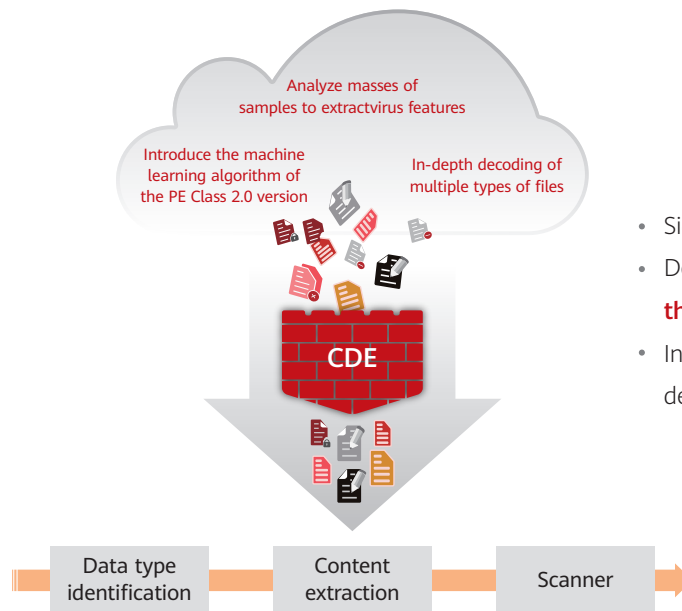 Analyze masses of
samples to extractvirus features
Introduce the machine
learning algorithm of
the PE Class 2.0 version
In-depth decoding of
multiple types of files
CDE
Data type
identification
Content
extraction
Scanner